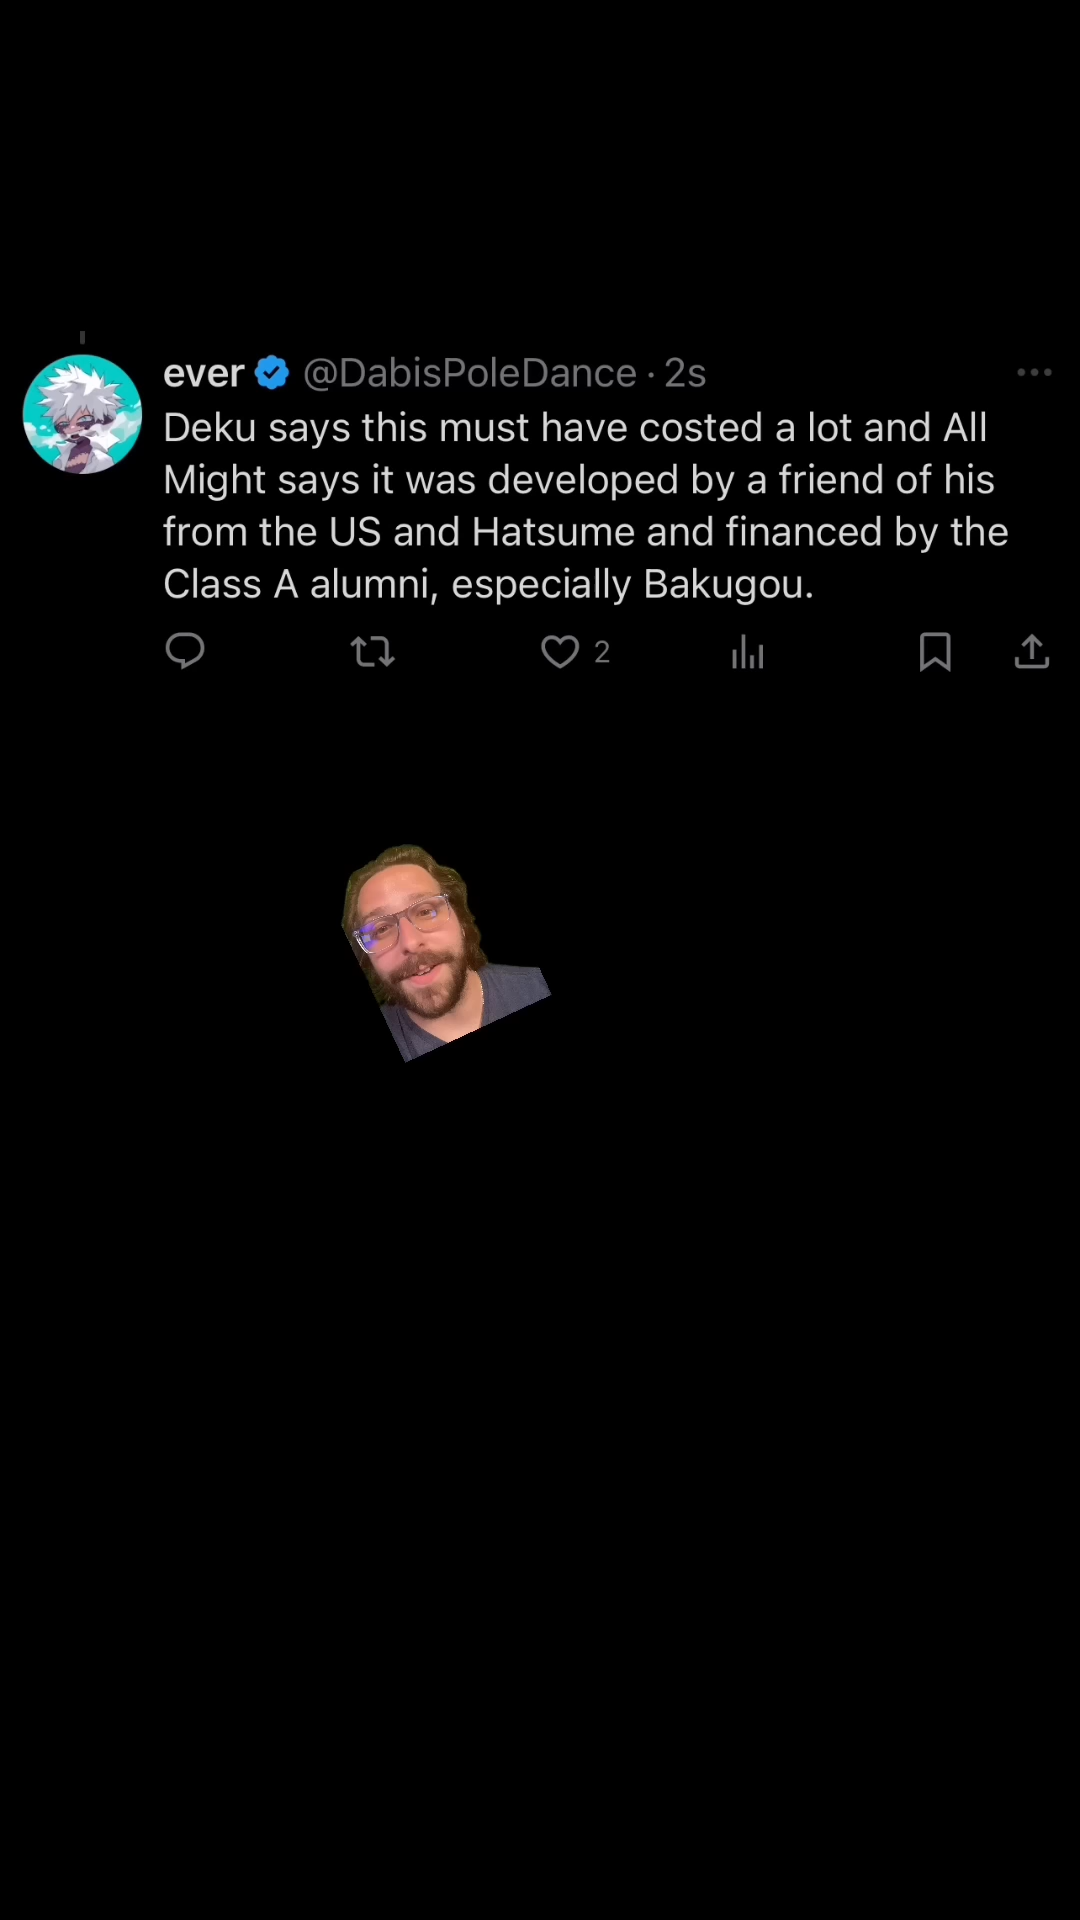 ever @DabisPoleDance · 2s
Deku says this must have costed a lot and All
Might says it was developed by a friend of his
from the US and Hatsume and financed by the
Class A alumni, especially Bakugou.
2